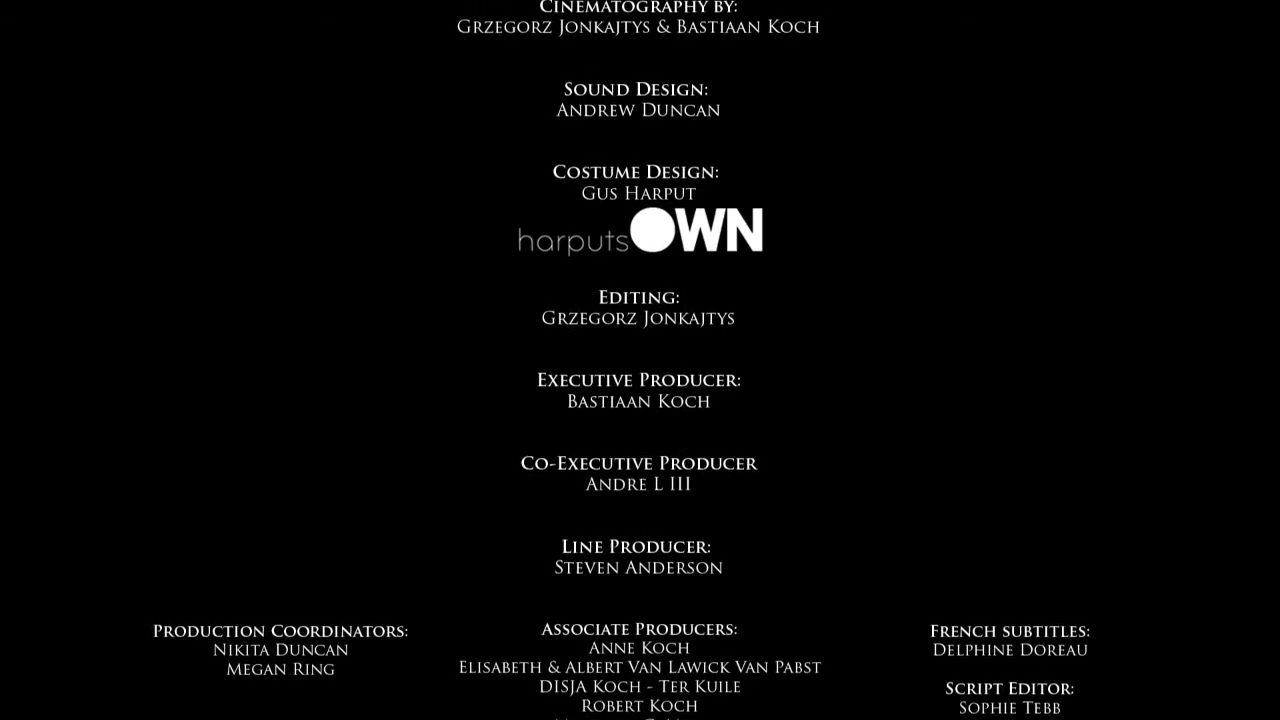 Cinematography by:
Grzegorz Jonkajtys & Bastiaan Koch
Sound Design:
Andrew Duncan
Costume Design:
Gus Harput
harputsOWN
Editing:
Grzegorz Jonkajtys
Executive Producer:
Bastiaan Koch
Co-Executive Producer
Andre L III
Line Producer:
Steven Anderson
Production Coordinators:
Nikita Duncan
Megan Ring
Associate Producers:
Anne Koch
Elisabeth & Albert Van Lawick Van Pabst
DISJA Koch - Ter Kuile
Robert Koch
French subtitles:
Delphine Doreau
Script Editor:
Sophie Tebb